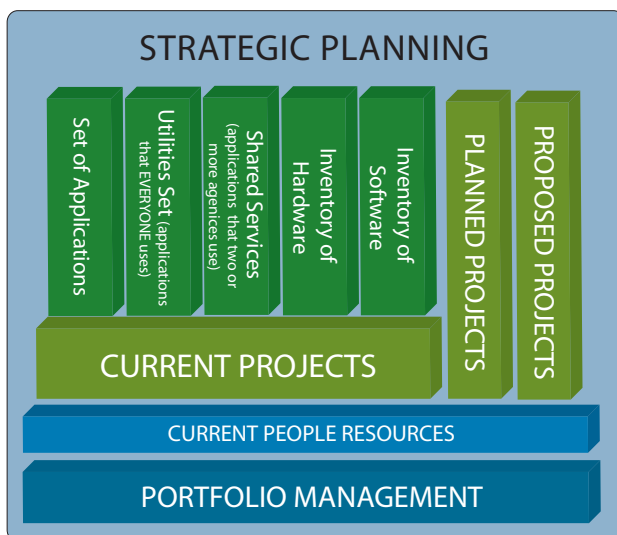 STRATEGIC PLANNING
Set of Applications
Utilities Set (applications
that EVERYONE uses)
Shared Services
(applications that two or
more agenices use)
Inventory of
Hardware
Inventory of
Software
PLANNED PROJECTS
PROPOSED PROJECTS
CURRENT PROJECTS
CURRENT PEOPLE RESOURCES
PORTFOLIO MANAGEMENT